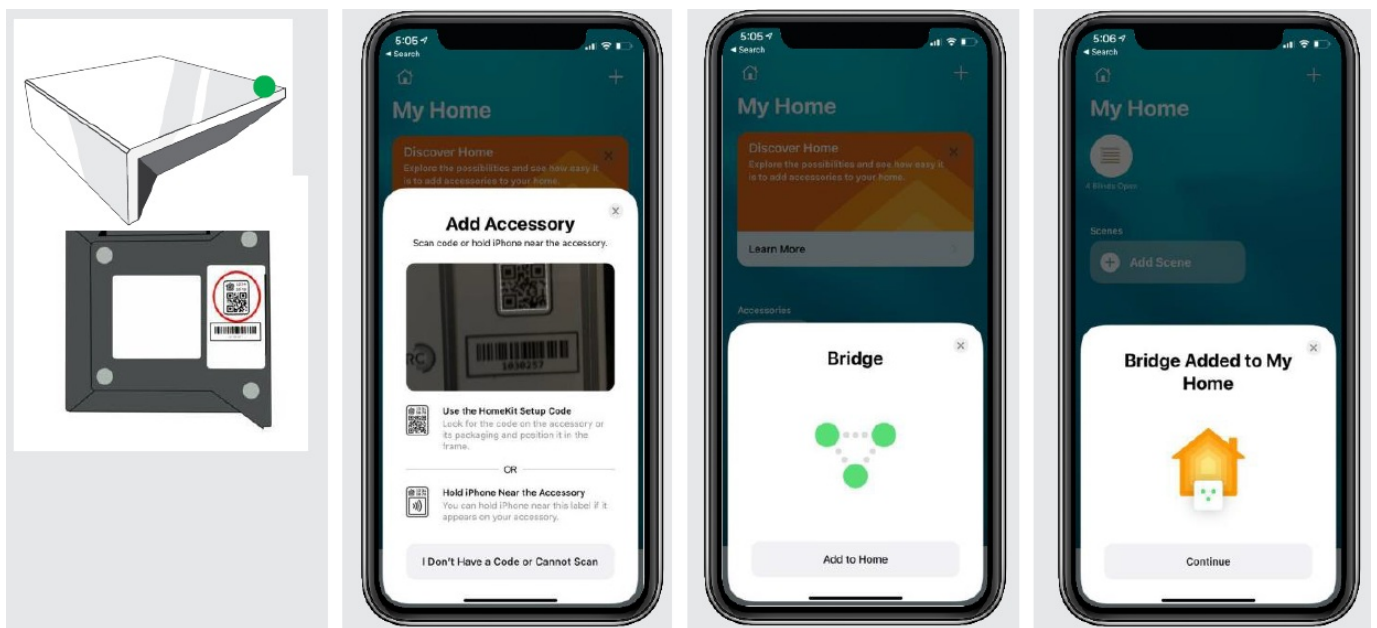 5:05
Search
My Home
Discover Home
Explore the possibilities and see how easy it
is to add accessories to your home.
Add Accessory
Scan code or hold iPhone near the accessory.
RC
1030257
Use the HomeKit Setup Code
Look for the code on the accessory or
its packaging and position it in the
frame.
OR
Hold iPhone Near the Accessory
You can hold iPhone near this label if it
appears on your accessory.
I Don't Have a Code or Cannot Scan
5:05
Search
My Home
Discover Home
Explore the possibilities and see how easy it
is to add accessories to your home.
Learn More
Accessories
Bridge
Add to Home
5:06
Search
My Home
4 Blinds Open
Scenes
Add Scene
Bridge Added to My
Home
Continue